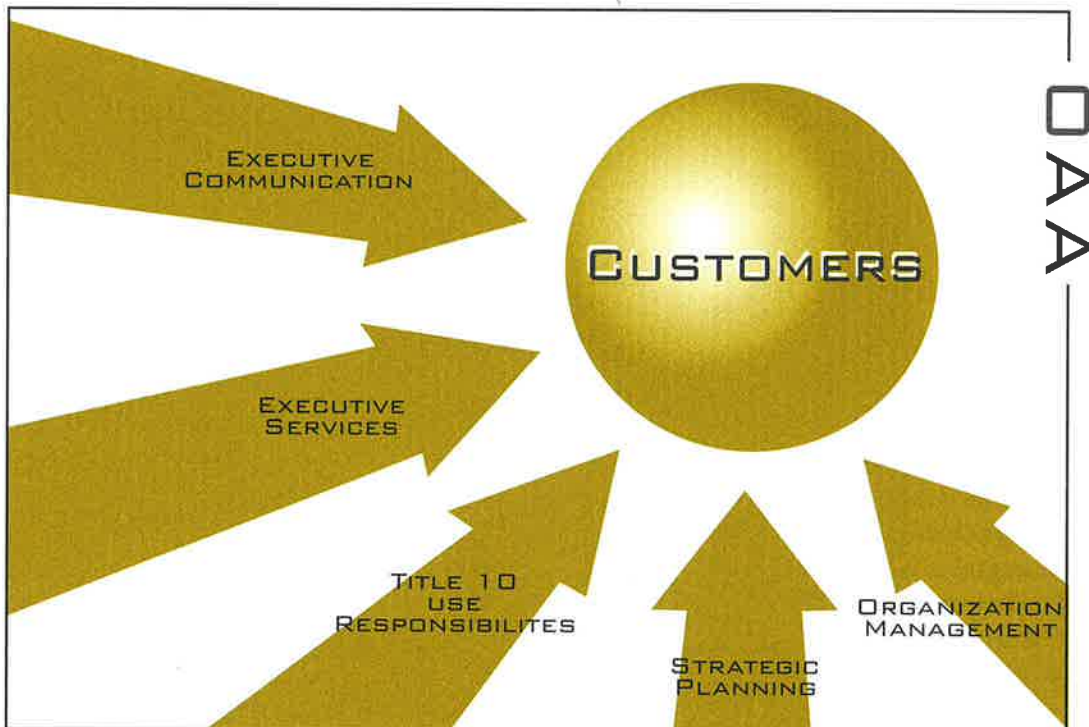 OAA
EXECUTIVE
COMMUNICATION
CUSTOMERS
EXECUTIVE
SERVICES
TITLE 10
USE
RESPONSIBILITES
ORGANIZATION
MANAGEMENT
STRATEGIC
PLANNING